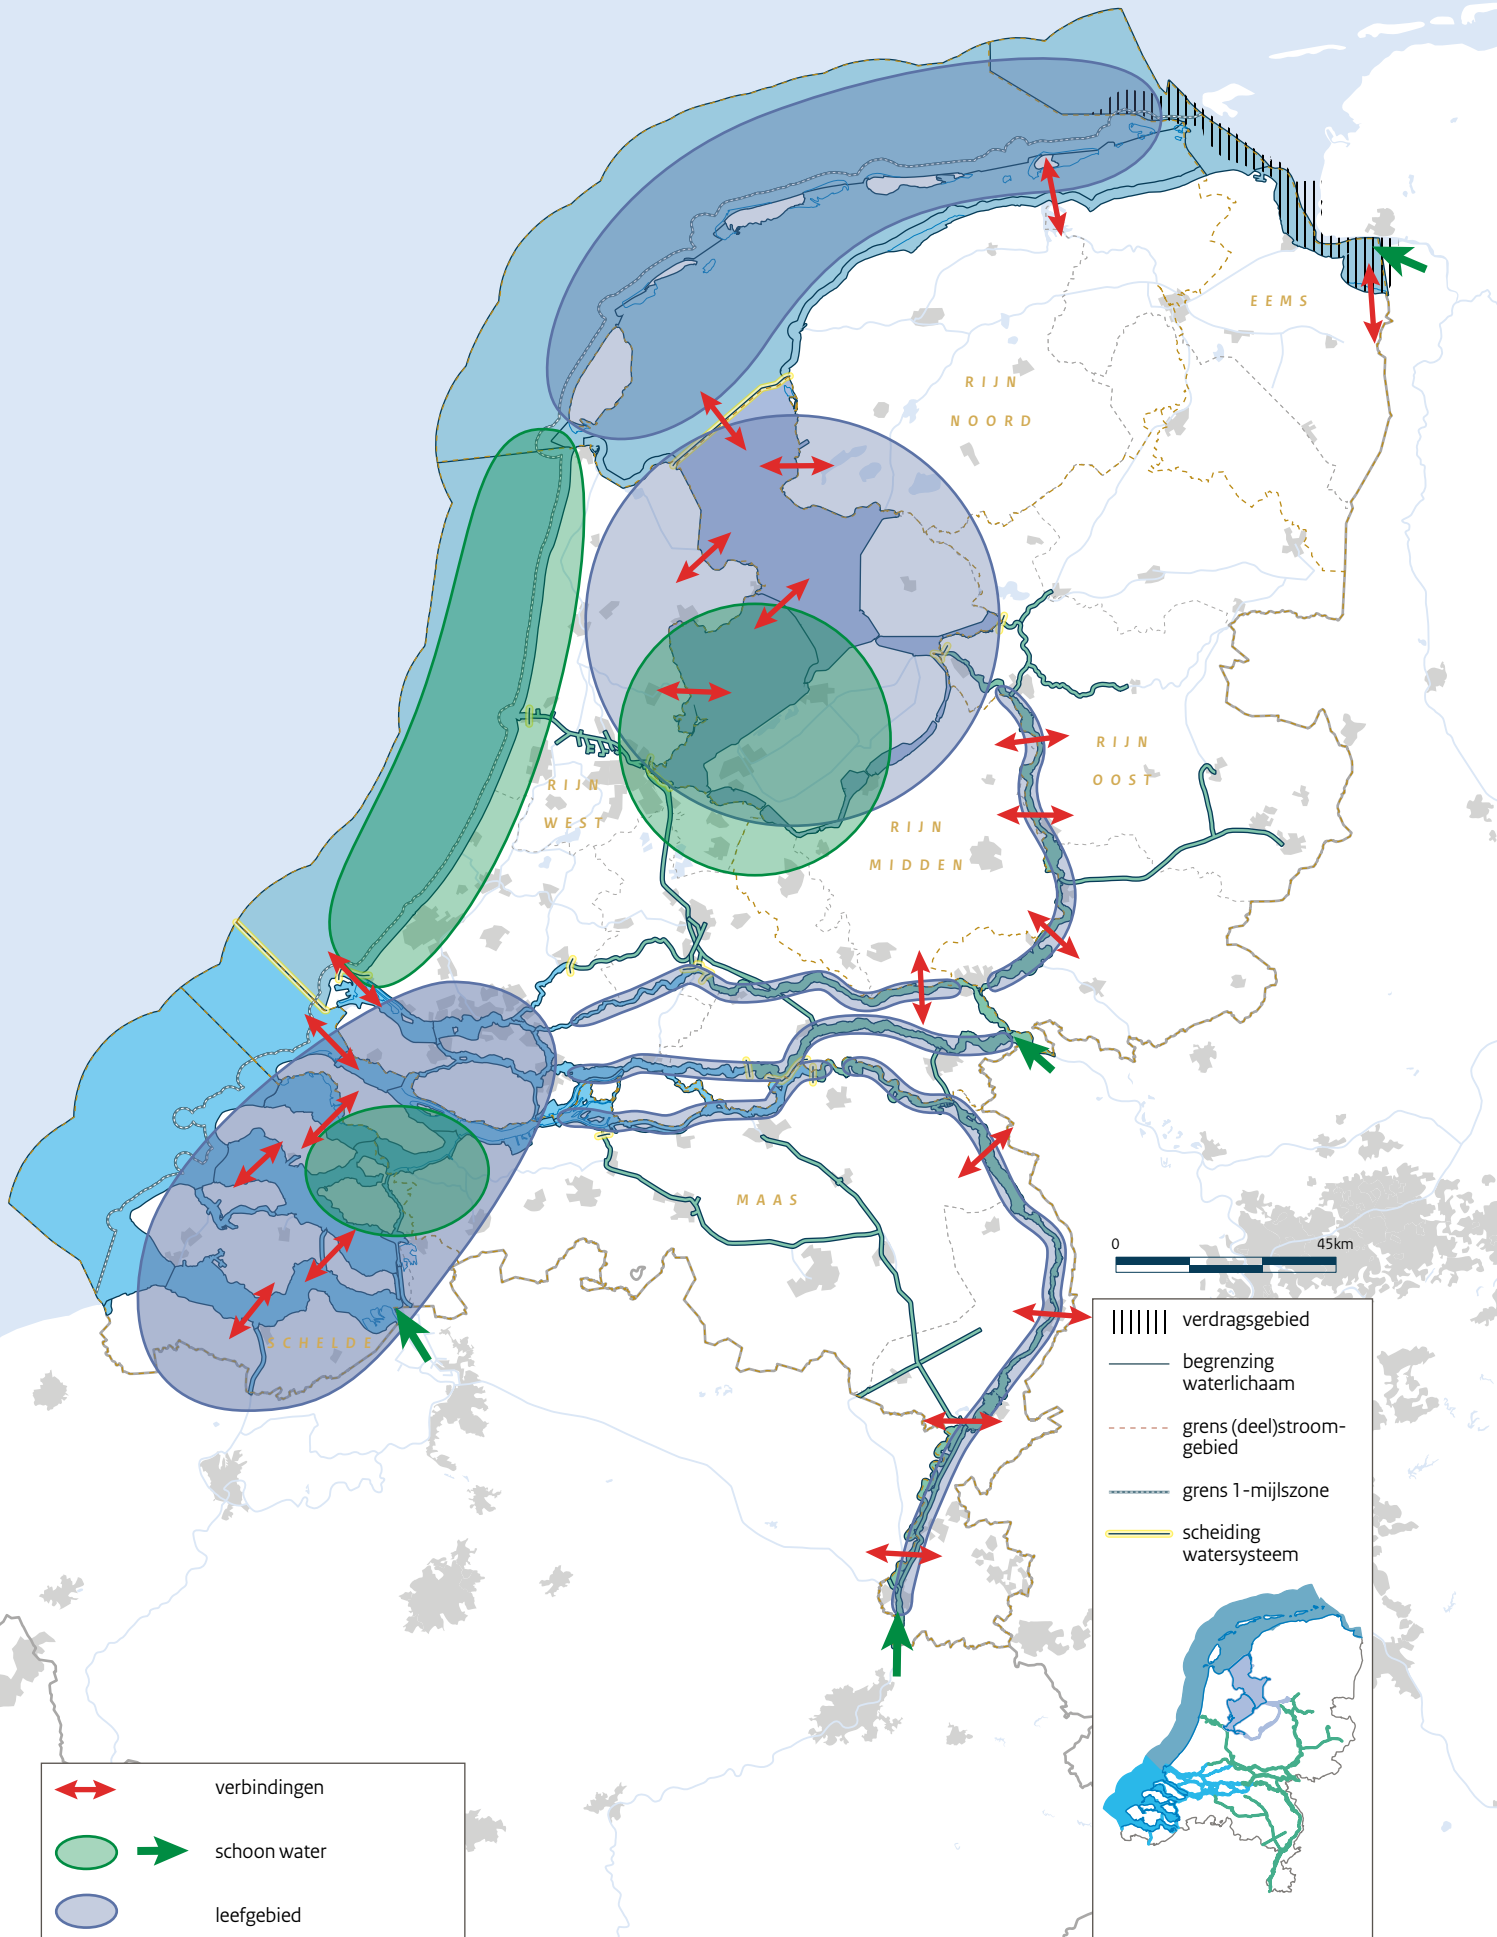 EEMS
RIJN
NOORD
RIJN
OOST
RIJN
WEST
RIJN
MIDDEN
MAAS
SCHELDE
0 45km
verdragsgebied
begrenzing
waterlichaam
grens (deel)stroom-
gebied
grens 1-mijlszone
scheiding
watersysteem
verbindingen
schoon water
leefgebied